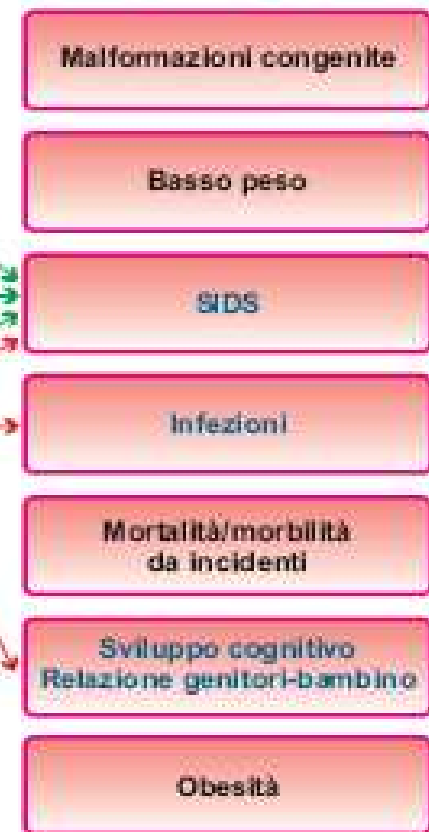 Malformazioni congenite
Basso peso
SIDS
Infezioni
Mortalità/morbilità
da incidenti
Sviluppo cognitivo
Relazione genitori-bambino
Obesità